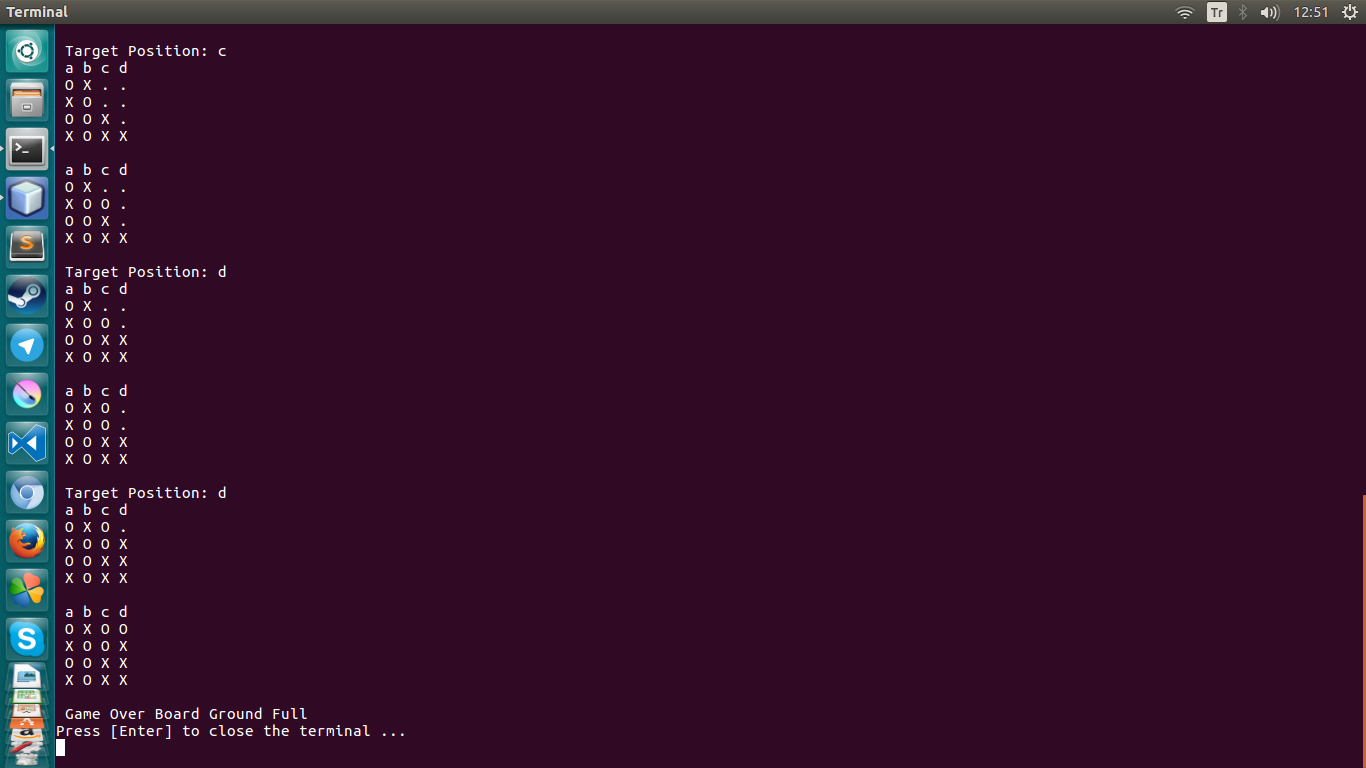 Terminal
Tr
12:51
Target Position: c
a b c d
O X . .
X O . .
O O X .
X O X X
a b c d
O X . .
X O O .
O O X .
X O X X
Target Position: d
a b c d
O X . .
X O O .
O O X X
X O X X
a b c d
O X O .
X O O .
O O X X
X O X X
Target Position: d
a b c d
O X O .
X O O X
O O X X
X O X X
a b c d
O X O O
X O O X
O O X X
X O X X
Game Over Board Ground Full
Press [Enter] to close the terminal ...